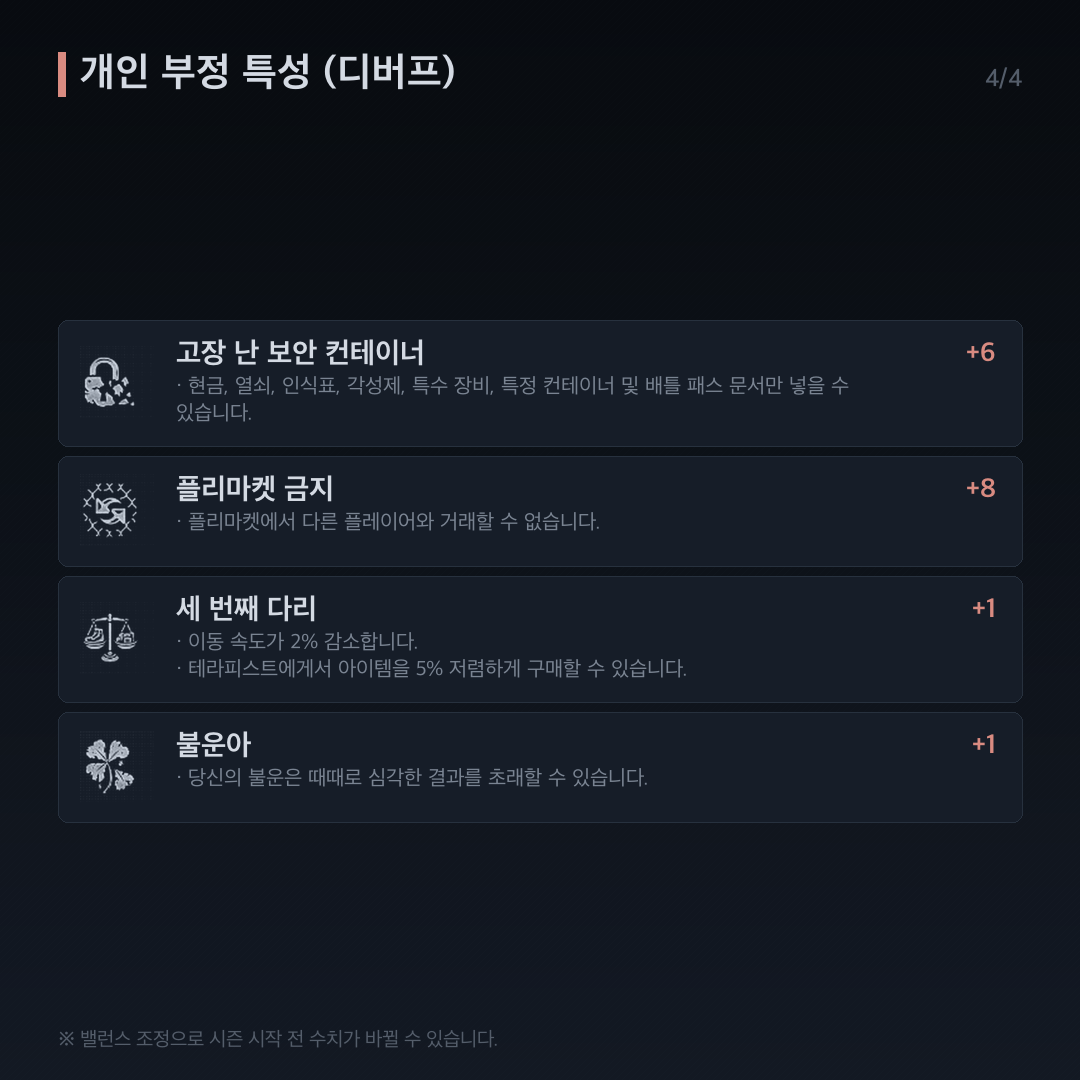 개인 부정 특성 (디버프)
4/4
고장 난 보안 컨테이너
+6
· 현금, 열쇠, 인식표, 각성제, 특수 장비, 특정 컨테이너 및 배틀 패스 문서만 넣을 수
있습니다.
플리마켓 금지
+8
· 플리마켓에서 다른 플레이어와 거래할 수 없습니다.
세 번째 다리
+1
· 이동 속도가 2% 감소합니다.
· 테라피스트에게서 아이템을 5% 저렴하게 구매할 수 있습니다.
불운아
+1
· 당신의 불운은 때때로 심각한 결과를 초래할 수 있습니다.
※ 밸런스 조정으로 시즌 시작 전 수치가 바뀔 수 있습니다.